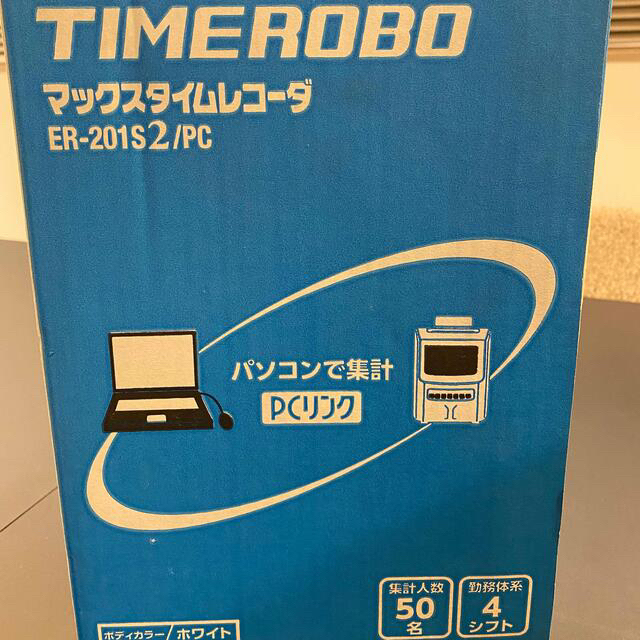 TIMEROBO
マックスタイムレコーダ
ER-201S2/PC
パソコンで集計
PCリンク
集計人数
50
名
勤務体系
4
シフト
ボディカラー/ホワイト